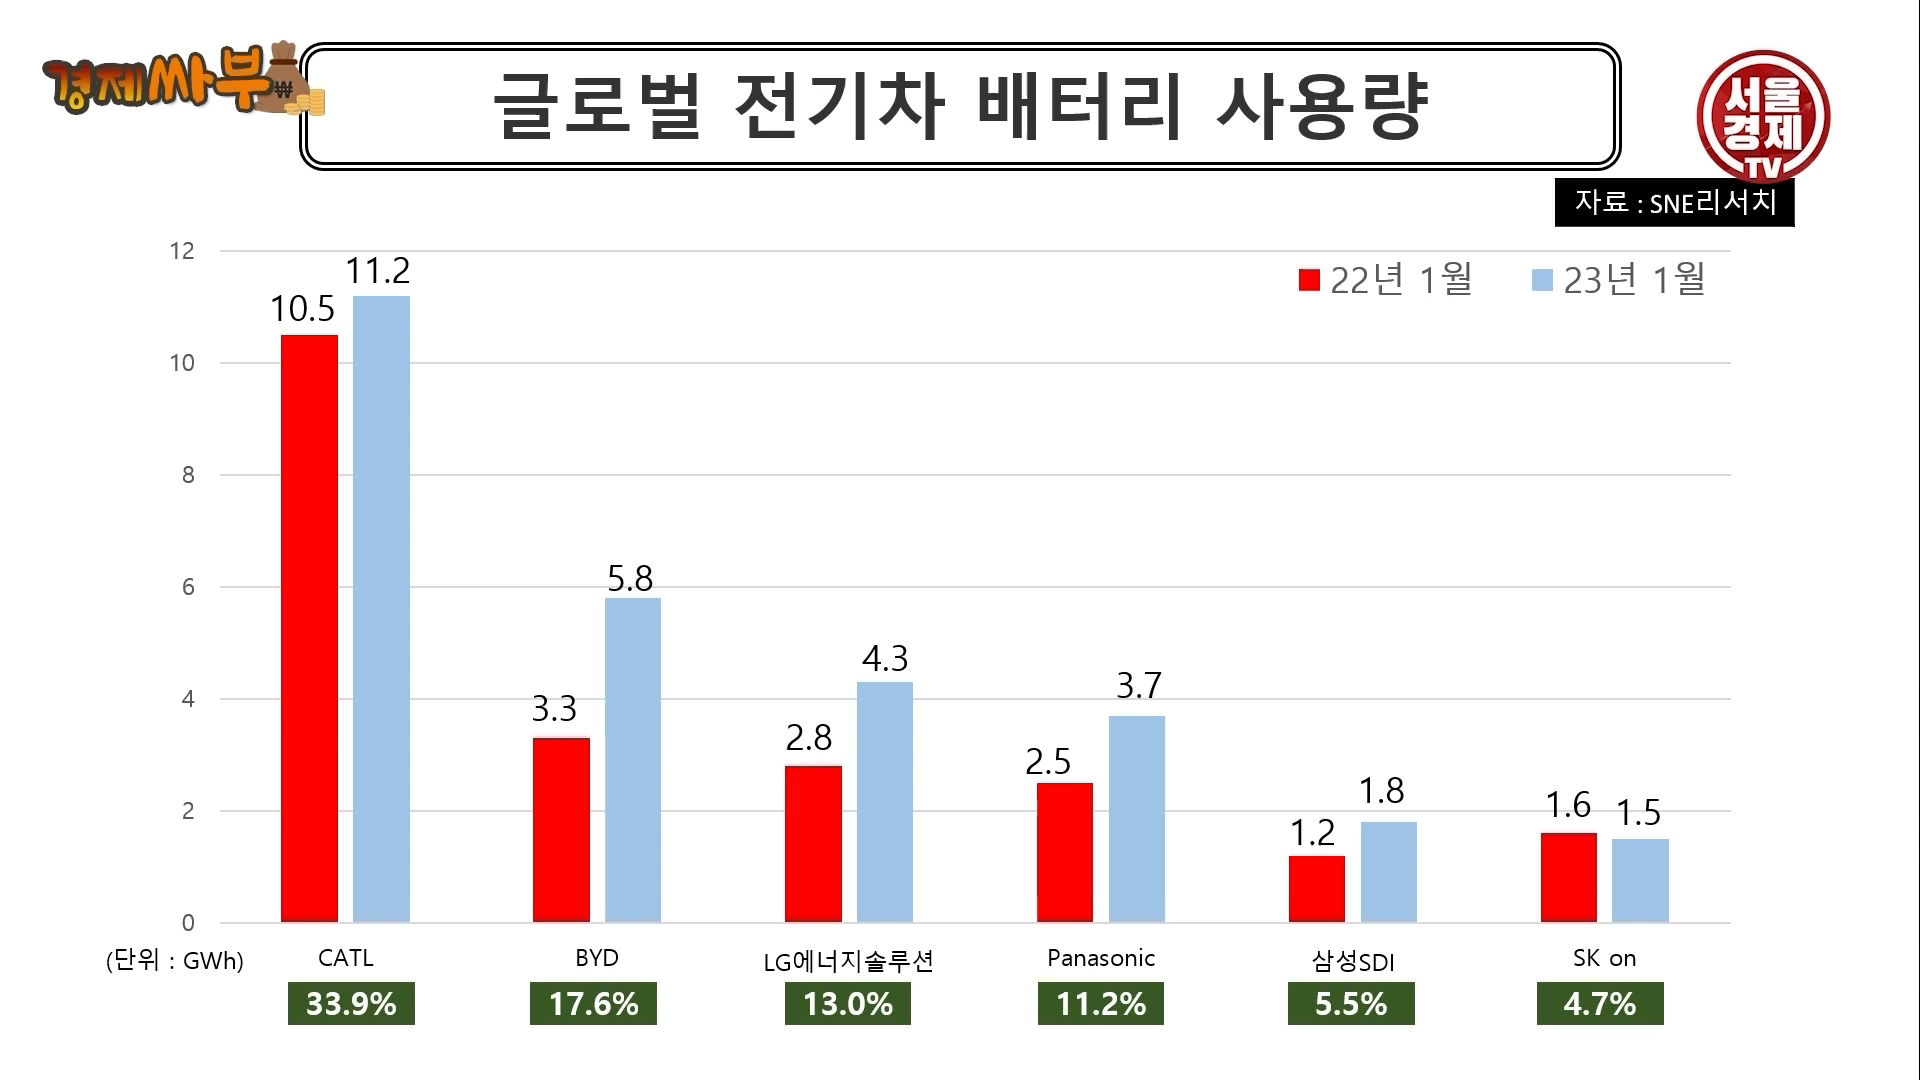 경제싸부
₩
글로벌 전기차 배터리 사용량
서울
경제
TV
자료 : SNE리서치
22년 1월 23년 1월
12
10
8
6
4
2
0
10.5 11.2
3.3 5.8
2.8 4.3
2.5 3.7
1.2 1.8
1.6 1.5
(단위 : GWh) CATL BYD LG에너지솔루션 Panasonic 삼성SDI SK on
33.9% 17.6% 13.0% 11.2% 5.5% 4.7%